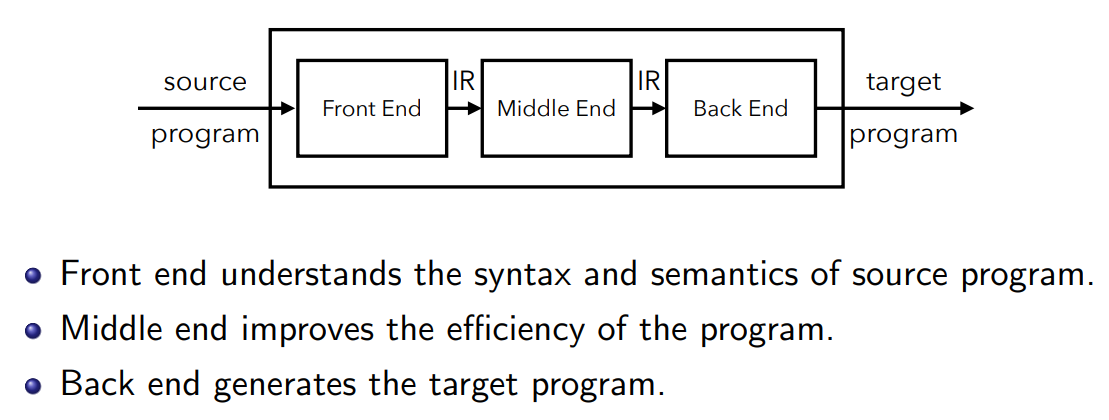 source
program
Front End
IR
Middle End
IR
Back End
target
program
Front end understands the syntax and semantics of source program.
Middle end improves the efficiency of the program.
Back end generates the target program.